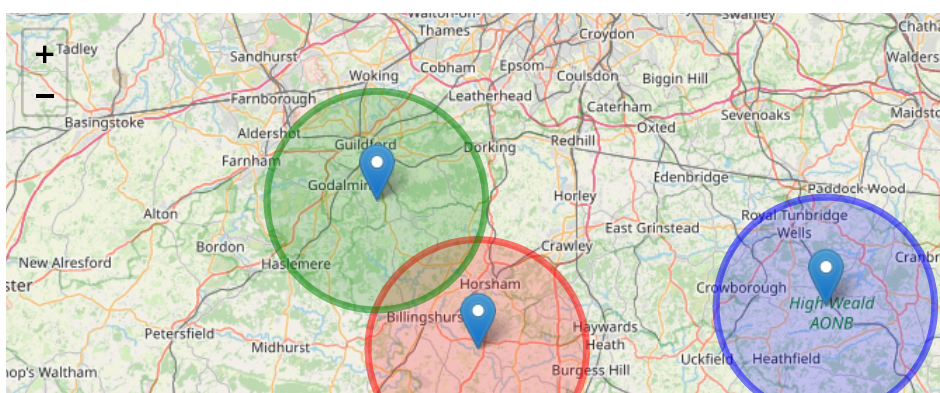 Walton-on-
Thames
Swanley
Croydon
Chath
+
Tadley
Sandhurst
Cobham
Epsom
Walders
Woking
Coulsdon
Biggin Hill
−
Farnborough
Leatherhead
Caterham
Sevenoaks
Maidsto
Basingstoke
Aldershot
Oxted
Guildford
Dorking
Redhill
Farnham
Edenbridge
Godalmin
Paddock Wood
Horley
Alton
Royal Tunbridge
Wells
East Grinstead
Bordon
Crawley
Haslemere
Cranbr
New Alresford
ster
Horsham
Crowborough
High Weald
AONB
Billingshurs
Haywards
Heath
Petersfield
Midhurst
Uckfield
Heathfield
hop's Waltham
Burgess Hill